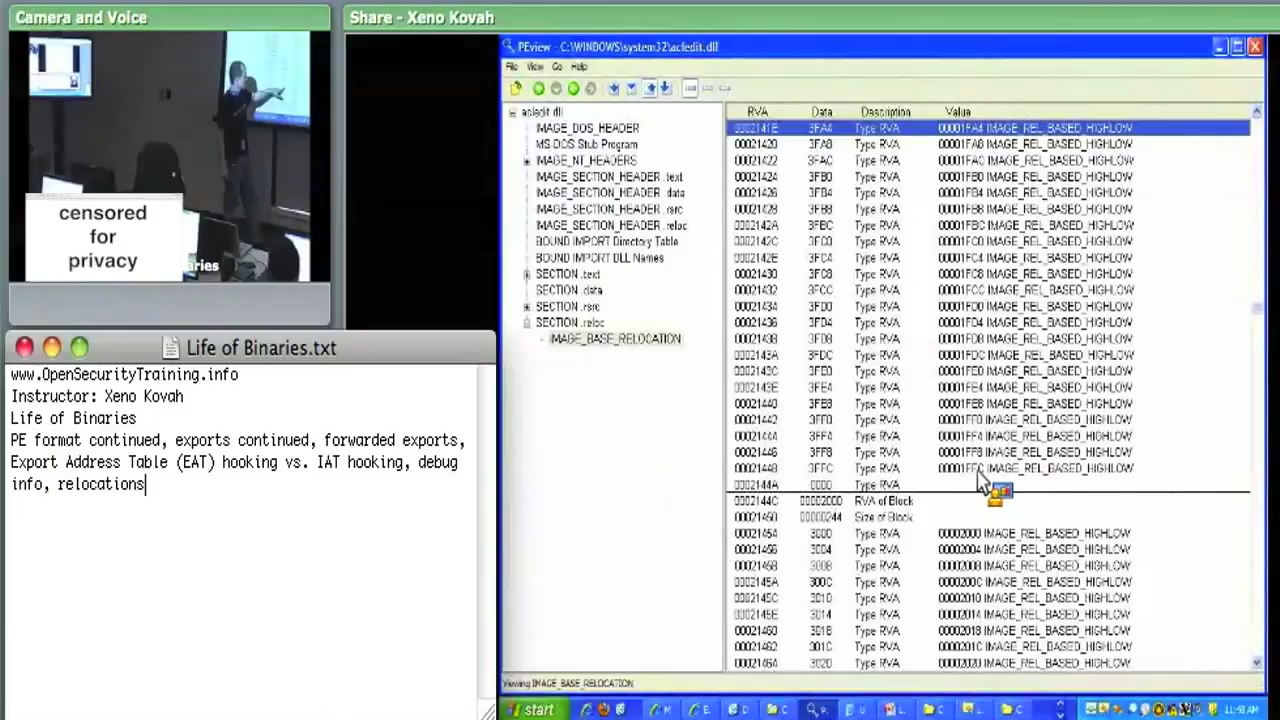 Camera and Voice
censored
for
privacy
aries
Life of Binaries.txt
www.OpenSecurityTraining.info
Instructor: Xeno Kovah
Life of Binaries
PE format continued, exports continued, forwarded exports,
Export Address Table (EAT) hooking vs. IAT hooking, debug
info, relocations
Share - Xeno Kovah
PEview - C:\WINDOWS\system32\acledit.dll
File View Go Help
acledit.dll
IMAGE_DOS_HEADER
MS-DOS Stub Program
IMAGE_NT_HEADERS
IMAGE_SECTION_HEADER .text
IMAGE_SECTION_HEADER .data
IMAGE_SECTION_HEADER .rsrc
IMAGE_SECTION_HEADER .reloc
BOUND IMPORT Directory Table
BOUND IMPORT DLL Names
SECTION .text
SECTION .data
SECTION .rsrc
SECTION .reloc
IMAGE_BASE_RELOCATION
RVA Data Description Value
0002141E 3FA4 Type RVA 00001FA4 IMAGE_REL_BASED_HIGHLOW
00021420 3FA8 Type RVA 00001FA8 IMAGE_REL_BASED_HIGHLOW
00021422 3FAC Type RVA 00001FAC IMAGE_REL_BASED_HIGHLOW
00021424 3FB0 Type RVA 00001FB0 IMAGE_REL_BASED_HIGHLOW
00021426 3FB4 Type RVA 00001FB4 IMAGE_REL_BASED_HIGHLOW
00021428 3FB8 Type RVA 00001FB8 IMAGE_REL_BASED_HIGHLOW
0002142A 3FBC Type RVA 00001FBC IMAGE_REL_BASED_HIGHLOW
0002142C 3FC0 Type RVA 00001FC0 IMAGE_REL_BASED_HIGHLOW
0002142E 3FC4 Type RVA 00001FC4 IMAGE_REL_BASED_HIGHLOW
00021430 3FC8 Type RVA 00001FC8 IMAGE_REL_BASED_HIGHLOW
00021432 3FCC Type RVA 00001FCC IMAGE_REL_BASED_HIGHLOW
00021434 3FD0 Type RVA 00001FD0 IMAGE_REL_BASED_HIGHLOW
00021436 3FD4 Type RVA 00001FD4 IMAGE_REL_BASED_HIGHLOW
00021438 3FD8 Type RVA 00001FD8 IMAGE_REL_BASED_HIGHLOW
0002143A 3FDC Type RVA 00001FDC IMAGE_REL_BASED_HIGHLOW
0002143C 3FE0 Type RVA 00001FE0 IMAGE_REL_BASED_HIGHLOW
0002143E 3FE4 Type RVA 00001FE4 IMAGE_REL_BASED_HIGHLOW
00021440 3FE8 Type RVA 00001FE8 IMAGE_REL_BASED_HIGHLOW
00021442 3FF0 Type RVA 00001FF0 IMAGE_REL_BASED_HIGHLOW
00021444 3FF4 Type RVA 00001FF4 IMAGE_REL_BASED_HIGHLOW
00021446 3FF8 Type RVA 00001FF8 IMAGE_REL_BASED_HIGHLOW
00021448 3FFC Type RVA 00001FFC IMAGE_REL_BASED_HIGHLOW
0002144A 0000 Type RVA
0002144C 00002000 RVA of Block
00021450 00000244 Size of Block
00021454 3000 Type RVA 00002000 IMAGE_REL_BASED_HIGHLOW
00021456 3004 Type RVA 00002004 IMAGE_REL_BASED_HIGHLOW
00021458 3008 Type RVA 00002008 IMAGE_REL_BASED_HIGHLOW
0002145A 300C Type RVA 0000200C IMAGE_REL_BASED_HIGHLOW
0002145C 3010 Type RVA 00002010 IMAGE_REL_BASED_HIGHLOW
0002145E 3014 Type RVA 00002014 IMAGE_REL_BASED_HIGHLOW
00021460 3018 Type RVA 00002018 IMAGE_REL_BASED_HIGHLOW
00021462 301C Type RVA 0000201C IMAGE_REL_BASED_HIGHLOW
00021464 3020 Type RVA 00002020 IMAGE_REL_BASED_HIGHLOW
Viewing IMAGE_BASE_RELOCATION
start